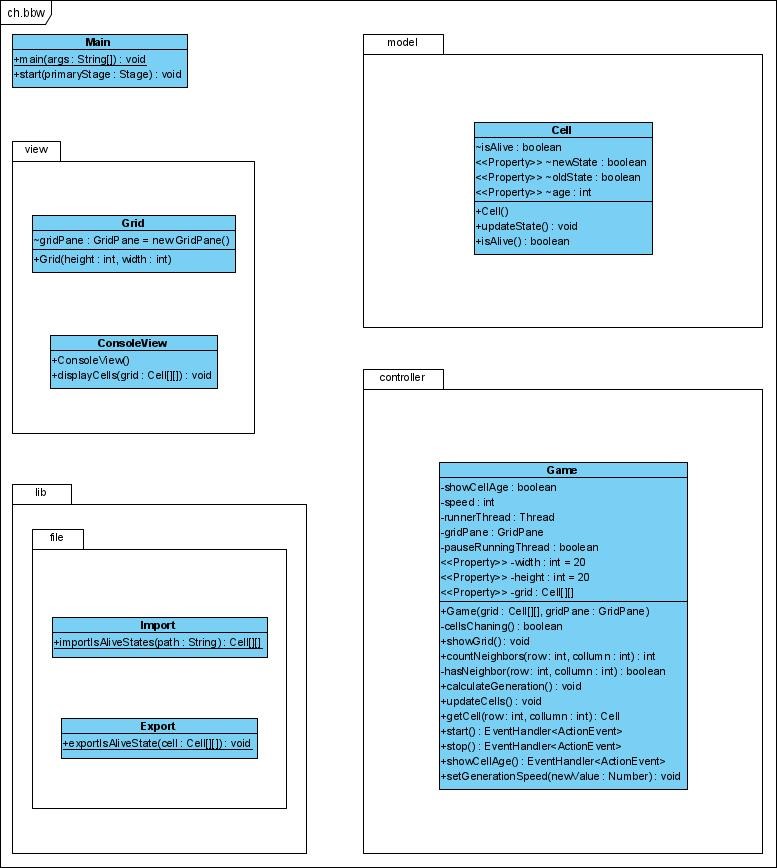 ch.bbw
Main
+main(args : String[]) : void
+start(primaryStage : Stage) : void
view
Grid
~gridPane : GridPane = new GridPane()
+Grid(height : int, width : int)
ConsoleView
+ConsoleView()
+displayCells(grid : Cell[][]) : void
lib
file
Import
+importIsAliveStates(path : String) : Cell[][]
Export
+exportIsAliveState(cell : Cell[][]) : void
model
Cell
~isAlive : boolean
<<Property>> ~newState : boolean
<<Property>> ~oldState : boolean
<<Property>> ~age : int
+Cell()
+updateState() : void
+isAlive() : boolean
controller
Game
-showCellAge : boolean
-speed : int
-runnerThread : Thread
-gridPane : GridPane
-pauseRunningThread : boolean
<<Property>> -width : int = 20
<<Property>> -height : int = 20
<<Property>> -grid : Cell[][]
+Game(grid : Cell[][], gridPane : GridPane)
-cellsChaning() : boolean
+showGrid() : void
+countNeighbors(row : int, collumn : int) : int
-hasNeighbor(row : int, collumn : int) : boolean
+calculateGeneration() : void
+updateCells() : void
+getCell(row : int, collumn : int) : Cell
+start() : EventHandler<ActionEvent>
+stop() : EventHandler<ActionEvent>
+showCellAge() : EventHandler<ActionEvent>
+setGenerationSpeed(newValue : Number) : void